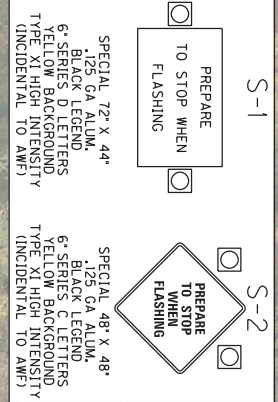 S-1
PREPARE
TO STOP WHEN
FLASHING
SPECIAL 72" X 44"
.125 GA ALUM.
BLACK LEGEND
6" SERIES D LETTERS
YELLOW BACKGROUND
TYPE XI HIGH INTENSITY
(INCIDENTAL TO AWF)
S-2
PREPARE
TO STOP
WHEN
FLASHING
SPECIAL 48" X 48"
.125 GA ALUM.
BLACK LEGEND
6" SERIES C LETTERS
YELLOW BACKGROUND
TYPE XI HIGH INTENSITY
(INCIDENTAL TO AWF)